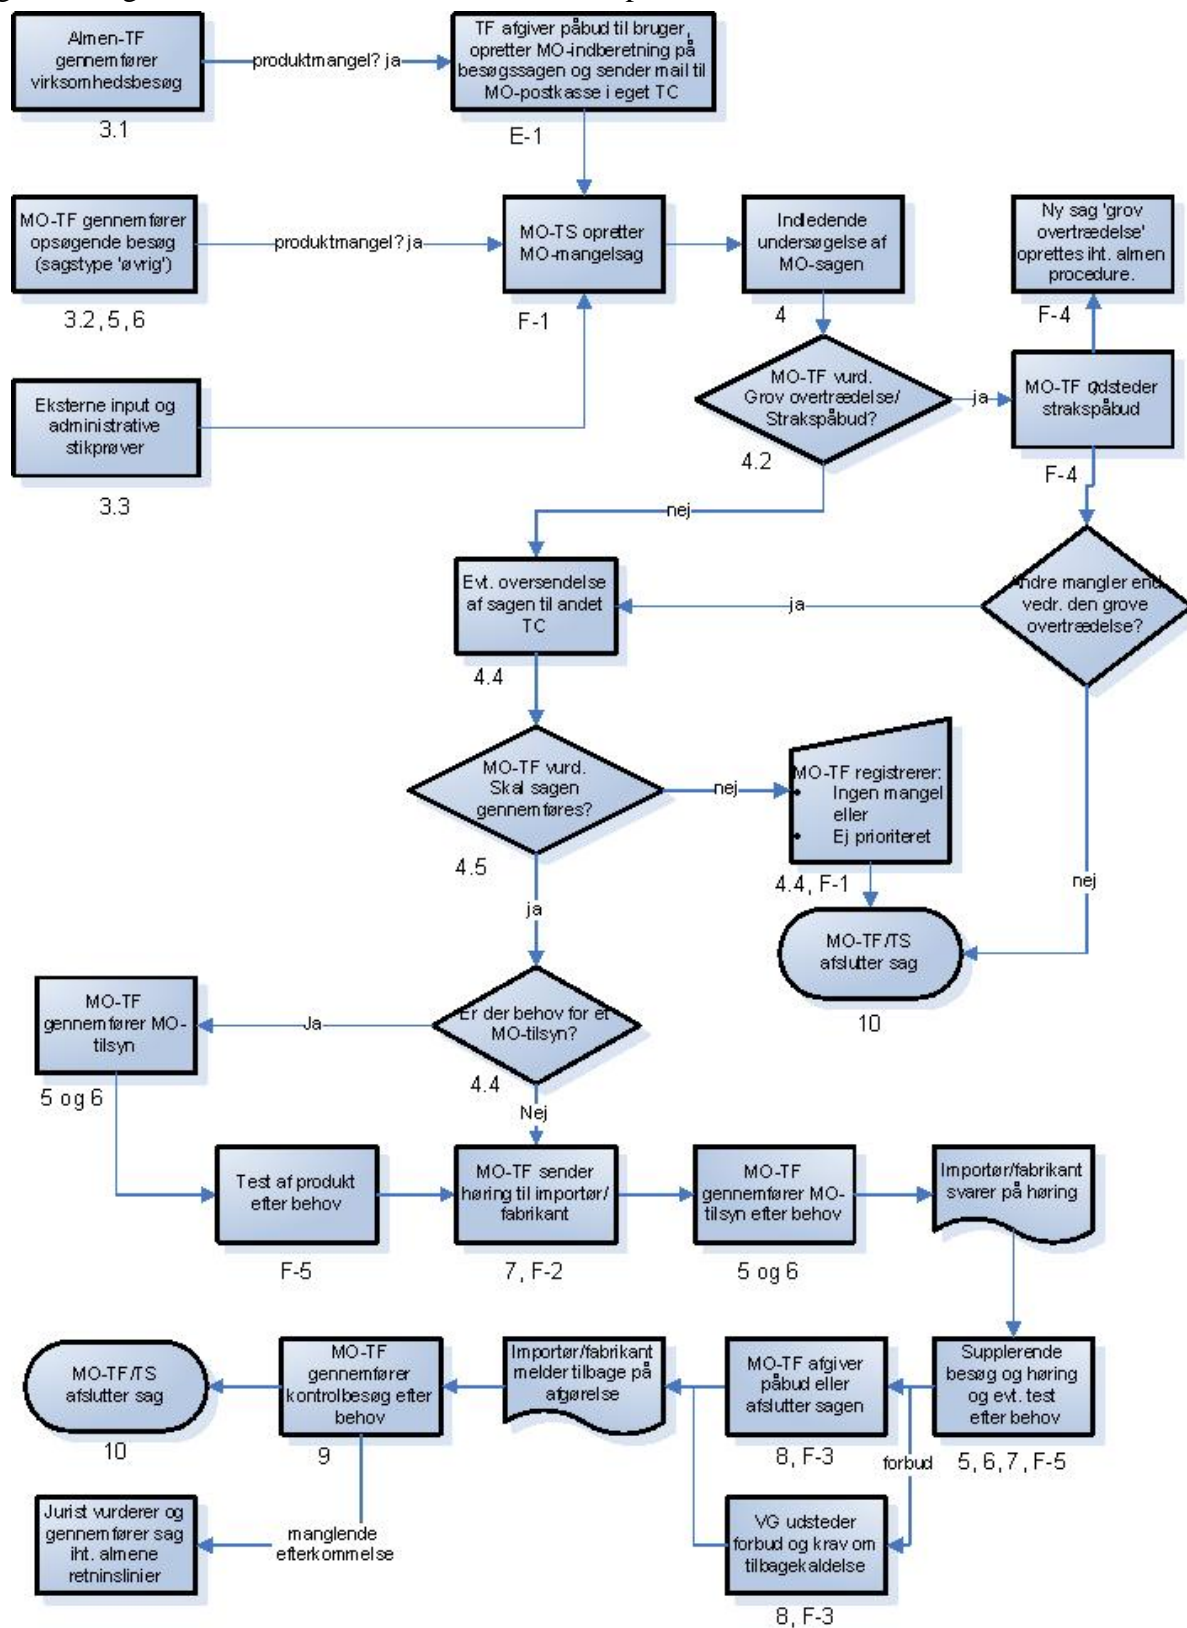 Almen-TF
gennemfører
virksomhedsbesøg
3.1
produktmangel? ja
TF afgiver påbud til bruger,
opretter MO-indberetning på
besøgssagen og sender mail til
MO-postkasse i eget TC
E-1
MO-TF gennemfører
opsøgende besøg
(sagstype 'øvrig')
3.2, 5, 6
produktmangel? ja
MO-TS opretter
MO-mangelsag
F-1
Indledende
undersøgelse af
MO-sagen
4
Ny sag 'grov
overtrædelse'
oprettes iht. almen
procedure.
F-4
Eksterne input og
administrative
stikprøver
3.3
MO-TF vurd.
Grov overtrædelse/
Strakspåbud?
4.2
ja
MO-TF udsteder
strakspåbud
F-4
nej
Evt. oversendelse
af sagen til andet
TC
4.4
ja
Andre mangler end
vedr. den grove
overtrædelse?
MO-TF vurd.
Skal sagen
gennemføres?
4.5
nej
MO-TF registrerer:
• Ingen mangel
eller
• Ej prioriteret
4.4, F-1
nej
ja
MO-TF/TS
afslutter sag
10
MO-TF
gennemfører MO-
tilsyn
5 og 6
Ja
Er der behov for et
MO-tilsyn?
4.4
Nej
Test af produkt
efter behov
F-5
MO-TF sender
høring til importør/
fabrikant
7, F-2
MO-TF
gennemfører MO-
tilsyn efter behov
5 og 6
Importør/fabrikant
svarer på høring
MO-TF/TS
afslutter sag
10
MO-TF
gennemfører
kontrolbesøg efter
behov
9
Importør/fabrikant
melder tilbage på
afgørelse
MO-TF afgiver
påbud eller
afslutter sagen
8, F-3
forbud
Supplerende
besøg og høring
og evt. test
efter behov
5, 6, 7, F-5
Jurist vurderer og
gennemfører sag
iht. almene
retninslinier
manglende
efterkommelse
VG udsteder
forbud og krav om
tilbagekaldelse
8, F-3